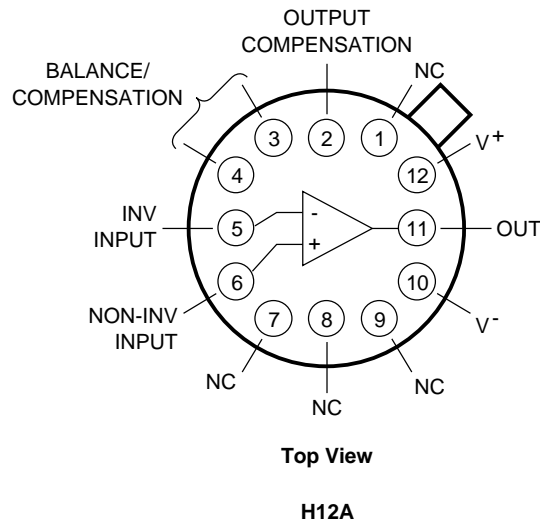 OUTPUT
COMPENSATION
BALANCE/
COMPENSATION
NC
3
2
1
4
12
V+
INV
INPUT
5
-
11
OUT
6
+
10
NON-INV
INPUT
7
8
9
V-
NC
NC
NC
Top View
H12A